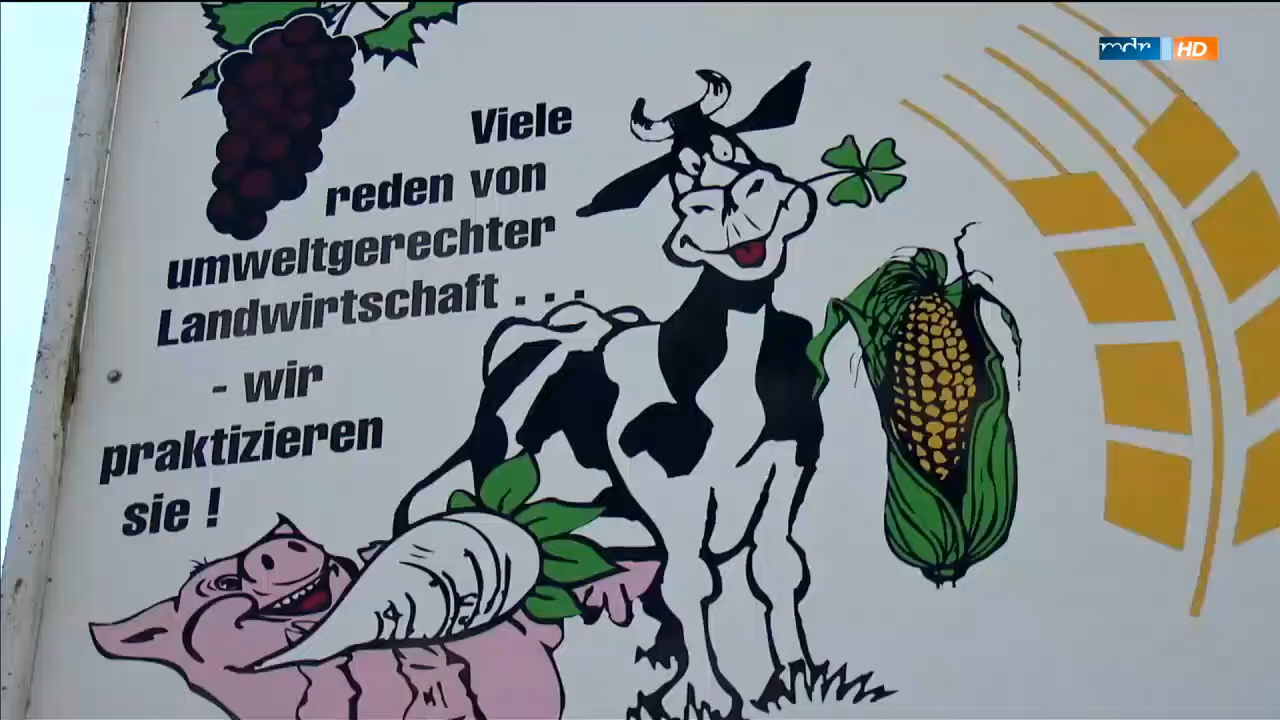 mdr HD
Viele
reden von
umweltgerechter
Landwirtschaft . . .
- wir
praktizieren
sie !